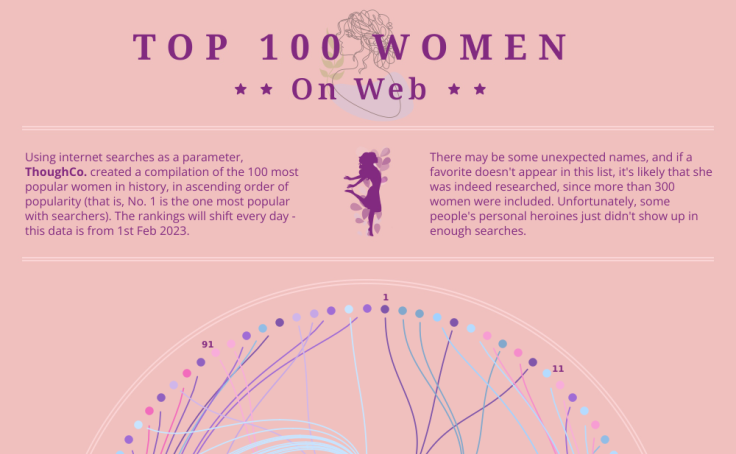 TOP 100 WOMEN
On Web
Using internet searches as a parameter,
ThoughCo. created a compilation of the 100 most
popular women in history, in ascending order of
popularity (that is, No. 1 is the one most popular
with searchers). The rankings will shift every day -
this data is from 1st Feb 2023.
There may be some unexpected names, and if a
favorite doesn't appear in this list, it's likely that she
was indeed researched, since more than 300
women were included. Unfortunately, some
people's personal heroines just didn't show up in
enough searches.
1
91
11